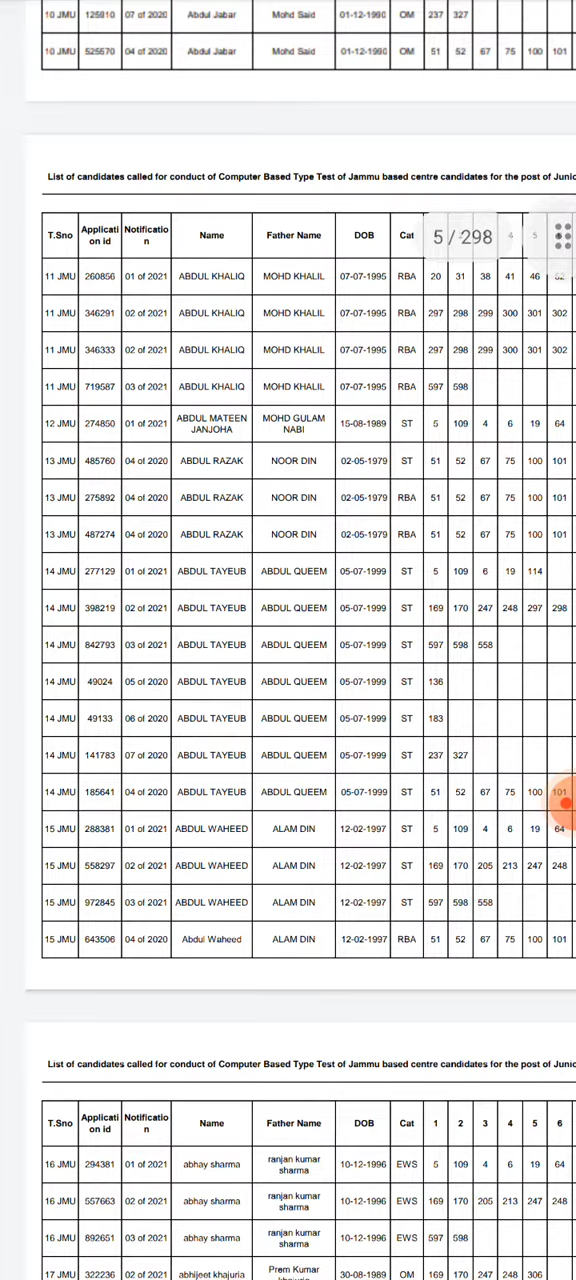 10 JMU 125910 07 of 2020 Abdul Jabar Mohd Said 01-12-1990 OM 237 327
10 JMU 525570 04 of 2020 Abdul Jabar Mohd Said 01-12-1990 OM 51 52 67 75 100 101
List of candidates called for conduct of Computer Based Type Test of Jammu based centre candidates for the post of Junio
T.Sno Applicati on id Notificatio n Name Father Name DOB Cat 4 5
5 / 298
11 JMU 260856 01 of 2021 ABDUL KHALIQ MOHD KHALIL 07-07-1995 RBA 20 31 38 41 46 62
11 JMU 346291 02 of 2021 ABDUL KHALIQ MOHD KHALIL 07-07-1995 RBA 297 298 299 300 301 302
11 JMU 346333 02 of 2021 ABDUL KHALIQ MOHD KHALIL 07-07-1995 RBA 297 298 299 300 301 302
11 JMU 719587 03 of 2021 ABDUL KHALIQ MOHD KHALIL 07-07-1995 RBA 597 598
12 JMU 274850 01 of 2021 ABDUL MATEEN JANJOHA MOHD GULAM NABI 15-08-1989 ST 5 109 4 6 19 64
13 JMU 485760 04 of 2020 ABDUL RAZAK NOOR DIN 02-05-1979 ST 51 52 67 75 100 101
13 JMU 275892 04 of 2020 ABDUL RAZAK NOOR DIN 02-05-1979 RBA 51 52 67 75 100 101
13 JMU 487274 04 of 2020 ABDUL RAZAK NOOR DIN 02-05-1979 RBA 51 52 67 75 100 101
14 JMU 277129 01 of 2021 ABDUL TAYEUB ABDUL QUEEM 05-07-1999 ST 5 109 6 19 114
14 JMU 398219 02 of 2021 ABDUL TAYEUB ABDUL QUEEM 05-07-1999 ST 169 170 247 248 297 298
14 JMU 842793 03 of 2021 ABDUL TAYEUB ABDUL QUEEM 05-07-1999 ST 597 598 558
14 JMU 49024 05 of 2020 ABDUL TAYEUB ABDUL QUEEM 05-07-1999 ST 136
14 JMU 49133 06 of 2020 ABDUL TAYEUB ABDUL QUEEM 05-07-1999 ST 183
14 JMU 141783 07 of 2020 ABDUL TAYEUB ABDUL QUEEM 05-07-1999 ST 237 327
14 JMU 185641 04 of 2020 ABDUL TAYEUB ABDUL QUEEM 05-07-1999 ST 51 52 67 75 100 101
15 JMU 288381 01 of 2021 ABDUL WAHEED ALAM DIN 12-02-1997 ST 5 109 4 6 19 64
15 JMU 558297 02 of 2021 ABDUL WAHEED ALAM DIN 12-02-1997 ST 169 170 205 213 247 248
15 JMU 972845 03 of 2021 ABDUL WAHEED ALAM DIN 12-02-1997 ST 597 598 558
15 JMU 643506 04 of 2020 Abdul Waheed ALAM DIN 12-02-1997 RBA 51 52 67 75 100 101
List of candidates called for conduct of Computer Based Type Test of Jammu based centre candidates for the post of Junio
T.Sno Applicati on id Notificatio n Name Father Name DOB Cat 1 2 3 4 5 6
16 JMU 294381 01 of 2021 abhay sharma ranjan kumar sharma 10-12-1996 EWS 5 109 4 6 19 64
16 JMU 557663 02 of 2021 abhay sharma ranjan kumar sharma 10-12-1996 EWS 169 170 205 213 247 248
16 JMU 892651 03 of 2021 abhay sharma ranjan kumar sharma 10-12-1996 EWS 597 598
17 JMU 322236 02 of 2021 abhijeet khajuria Prem Kumar khajuria 30-08-1989 OM 169 170 247 248 306